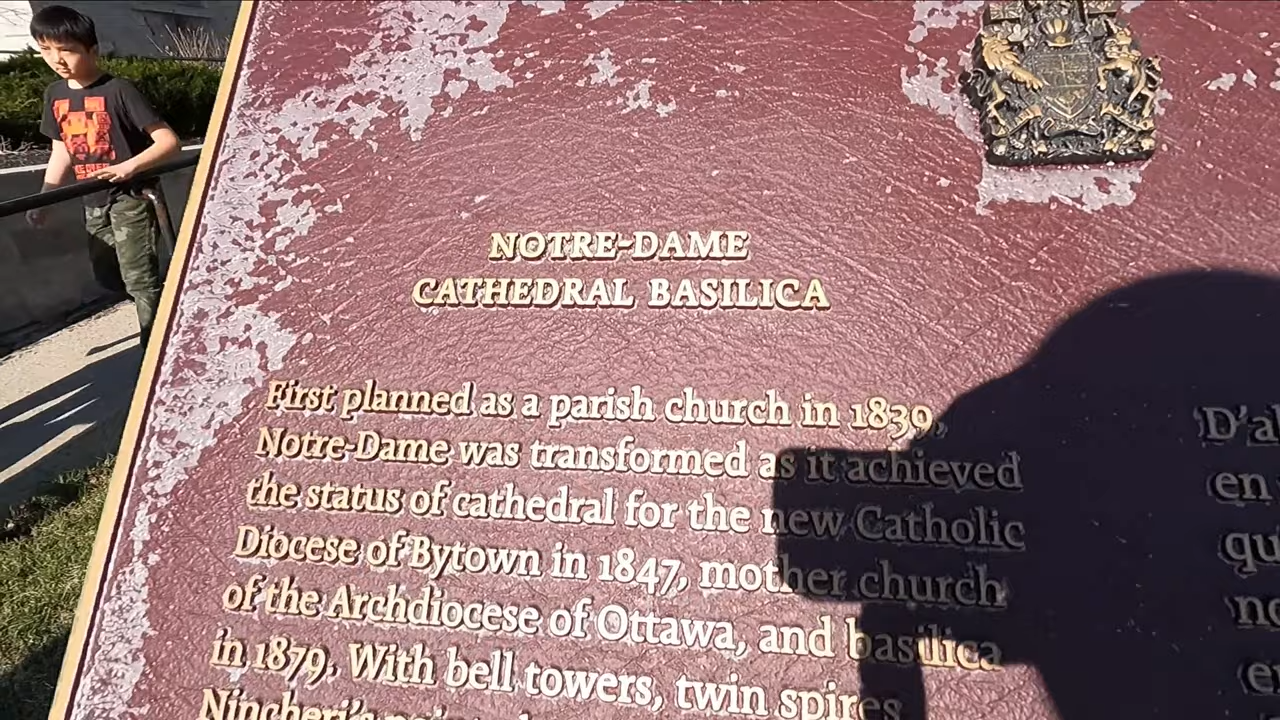 NOTRE-DAME
CATHEDRAL BASILICA
First planned as a parish church in 1839,
Notre-Dame was transformed as it achieved
the status of cathedral for the new Catholic
Diocese of Bytown in 1847, mother church
of the Archdiocese of Ottawa, and basilica
in 1879. With bell towers, twin spires
Nincheri's
en